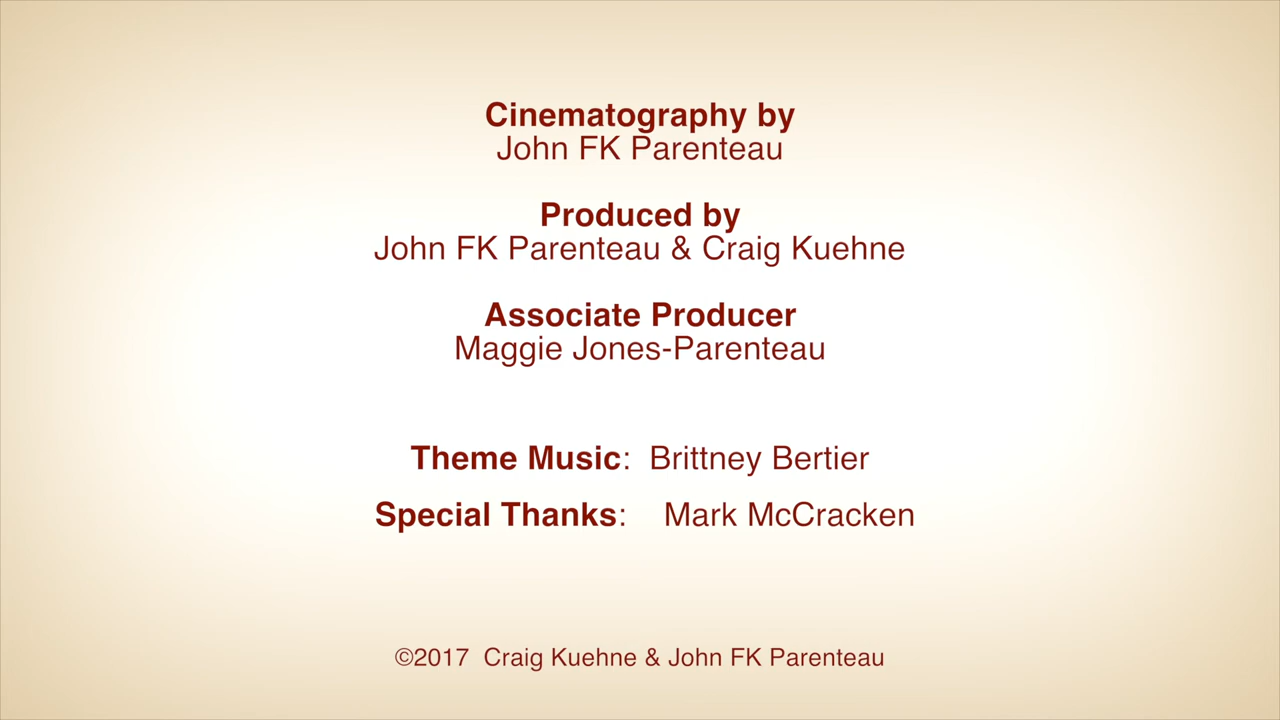 Cinematography by
John FK Parenteau
Produced by
John FK Parenteau & Craig Kuehne
Associate Producer
Maggie Jones-Parenteau
Theme Music:  Brittney Bertier
Special Thanks:    Mark McCracken
©2017  Craig Kuehne & John FK Parenteau